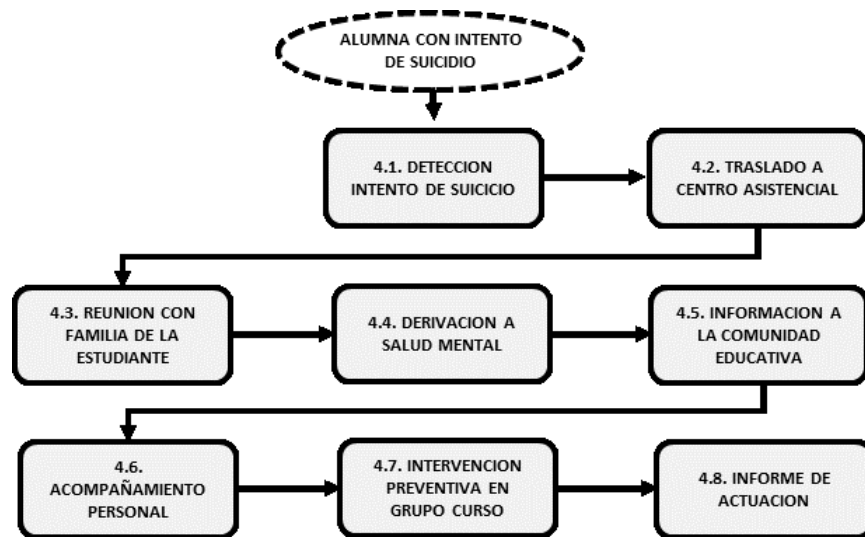 ALUMNA CON INTENTO
DE SUICIDIO
4.1. DETECCION
INTENTO DE SUICICIO
4.2. TRASLADO A
CENTRO ASISTENCIAL
4.3. REUNION CON
FAMILIA DE LA
ESTUDIANTE
4.4. DERIVACION A
SALUD MENTAL
4.5. INFORMACION A
LA COMUNIDAD
EDUCATIVA
4.6.
ACOMPAÑAMIENTO
PERSONAL
4.7. INTERVENCION
PREVENTIVA EN
GRUPO CURSO
4.8. INFORME DE
ACTUACION